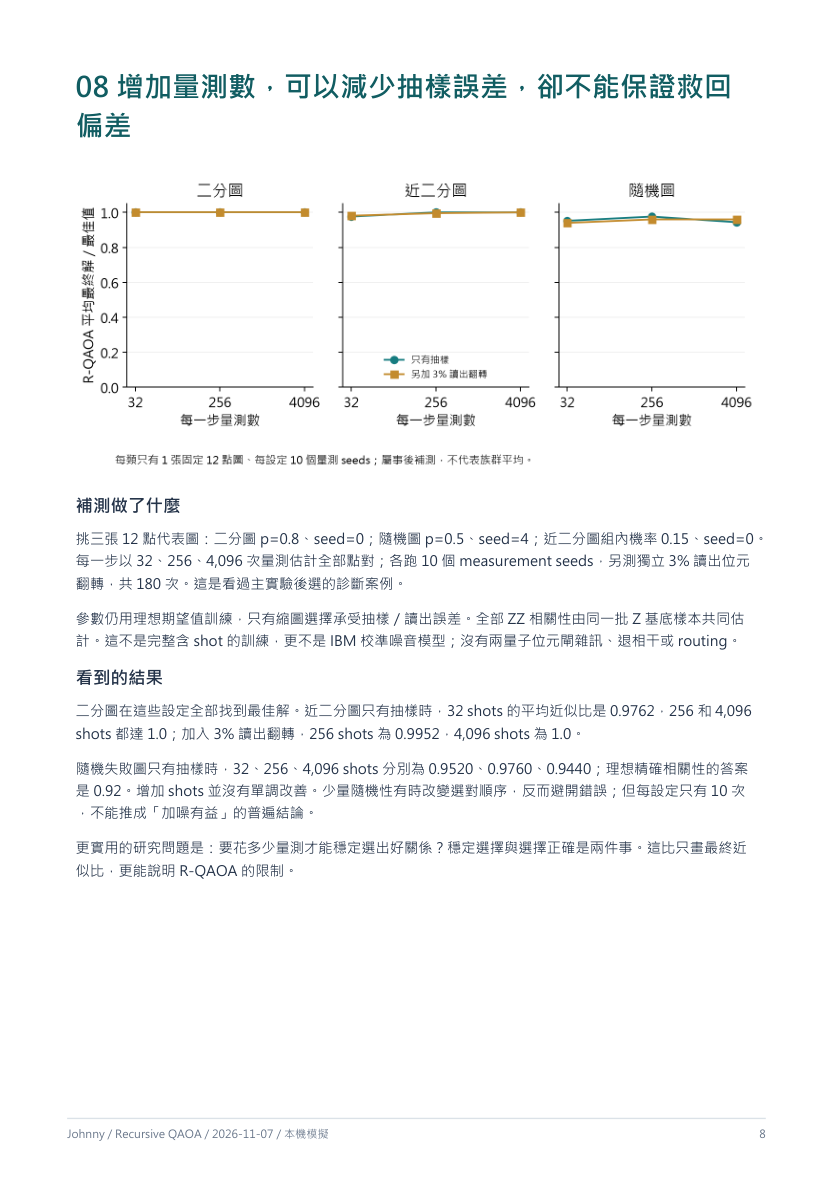 08 增加量測數，可以減少抽樣誤差，卻不能保證救回
偏差
二分圖
近二分圖
隨機圖
R-QAOA 平均最終解 / 最佳值
1.0
0.8
0.6
0.4
0.2
0.0
只有抽樣
另加 3% 讀出翻轉
32 256 4096
32 256 4096
32 256 4096
每一步量測數
每一步量測數
每一步量測數
每類只有 1 張固定 12 點圖、每設定 10 個量測 seeds；屬事後補測，不代表族群平均。
補測做了什麼
挑三張 12 點代表圖：二分圖 p=0.8、seed=0；隨機圖 p=0.5、seed=4；近二分圖組內機率 0.15、seed=0。
每一步以 32、256、4,096 次量測估計全部點對；各跑 10 個 measurement seeds，另測獨立 3% 讀出位元
翻轉，共 180 次。這是看過主實驗後選的診斷案例。
參數仍用理想期望值訓練，只有縮圖選擇承受抽樣 / 讀出誤差。全部 ZZ 相關性由同一批 Z 基底樣本共同估
計。這不是完整含 shot 的訓練，更不是 IBM 校準噪音模型；沒有兩量子位元閘雜訊、退相干或 routing。
看到的結果
二分圖在這些設定全部找到最佳解。近二分圖只有抽樣時，32 shots 的平均近似比是 0.9762，256 和 4,096
shots 都達 1.0；加入 3% 讀出翻轉，256 shots 為 0.9952，4,096 shots 為 1.0。
隨機失敗圖只有抽樣時，32、256、4,096 shots 分別為 0.9520、0.9760、0.9440；理想精確相關性的答案
是 0.92。增加 shots 並沒有單調改善。少量隨機性有時改變選對順序，反而避開錯誤；但每設定只有 10 次
，不能推成「加噪有益」的普遍結論。
更實用的研究問題是：要花多少量測才能穩定選出好關係？穩定選擇與選擇正確是兩件事。這比只畫最終近
似比，更能說明 R-QAOA 的限制。
Johnny / Recursive QAOA / 2026-11-07 / 本機模擬
8